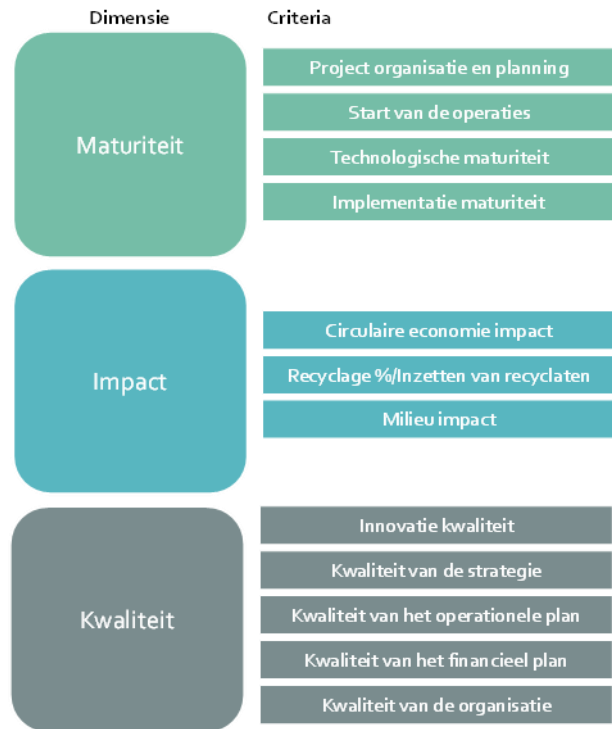 Dimensie
Criteria
Maturiteit
Project organisatie en planning
Start van de operaties
Technologische maturiteit
Implementatie maturiteit
Impact
Circulaire economie impact
Recyclage %/Inzetten van recyclaten
Milieu impact
Kwaliteit
Innovatie kwaliteit
Kwaliteit van de strategie
Kwaliteit van het operationele plan
Kwaliteit van het financieel plan
Kwaliteit van de organisatie